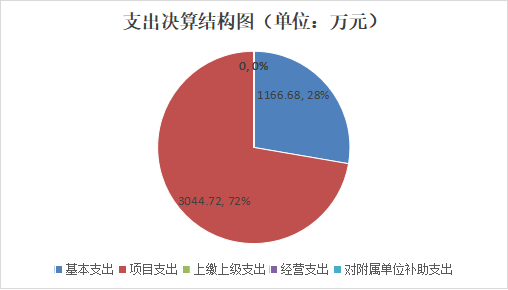 支出决算结构图（单位：万元）
0, 0%
1166.68, 28%
3044.72, 72%
基本支出 项目支出 上缴上级支出 经营支出 对附属单位补助支出